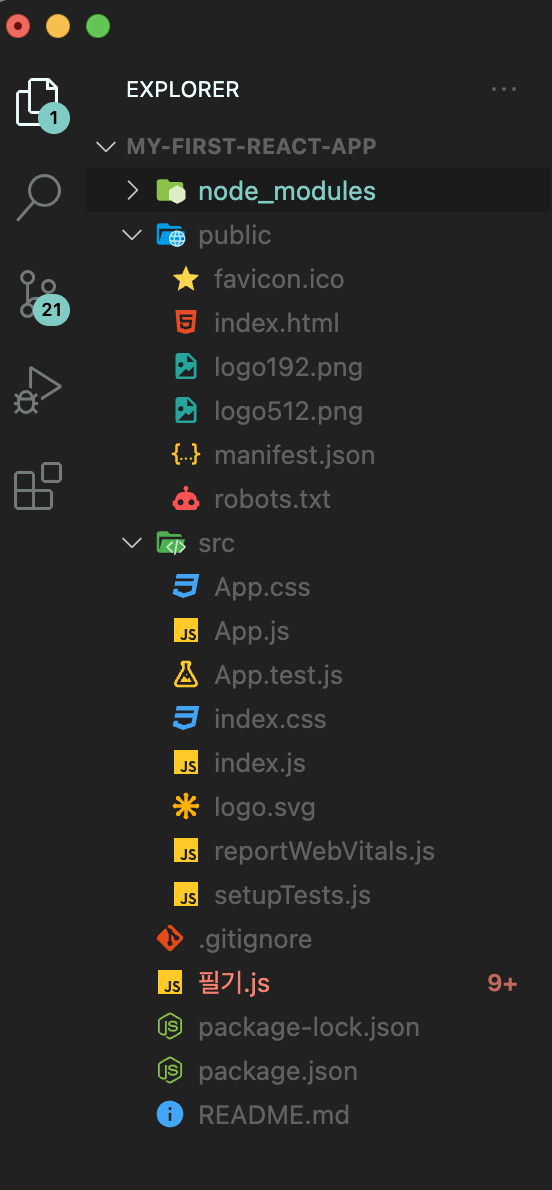 EXPLORER
1
MY-FIRST-REACT-APP
node_modules
public
favicon.ico
index.html
21
logo192.png
logo512.png
manifest.json
robots.txt
src
App.css
App.js
App.test.js
index.css
index.js
logo.svg
reportWebVitals.js
setupTests.js
.gitignore
필기.js 9+
package-lock.json
package.json
README.md